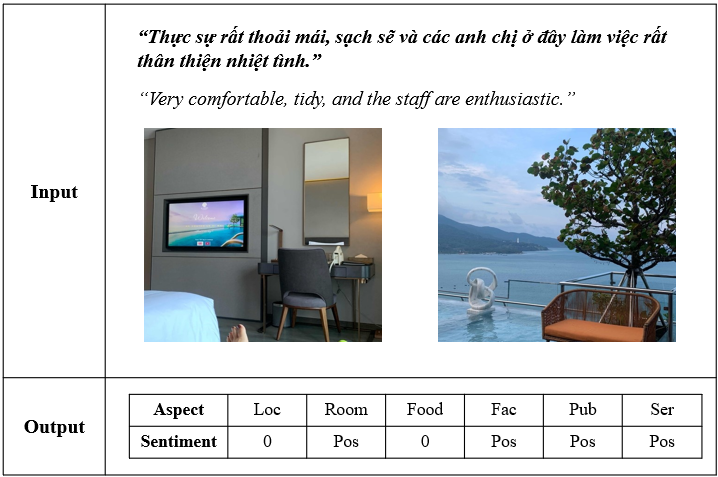 Input
“Thực sự rất thoải mái, sạch sẽ và các anh chị ở đây làm việc rất
thân thiện nhiệt tình.”
“Very comfortable, tidy, and the staff are enthusiastic.”
Output
Aspect Loc Room Food Fac Pub Ser
Sentiment 0 Pos 0 Pos Pos Pos